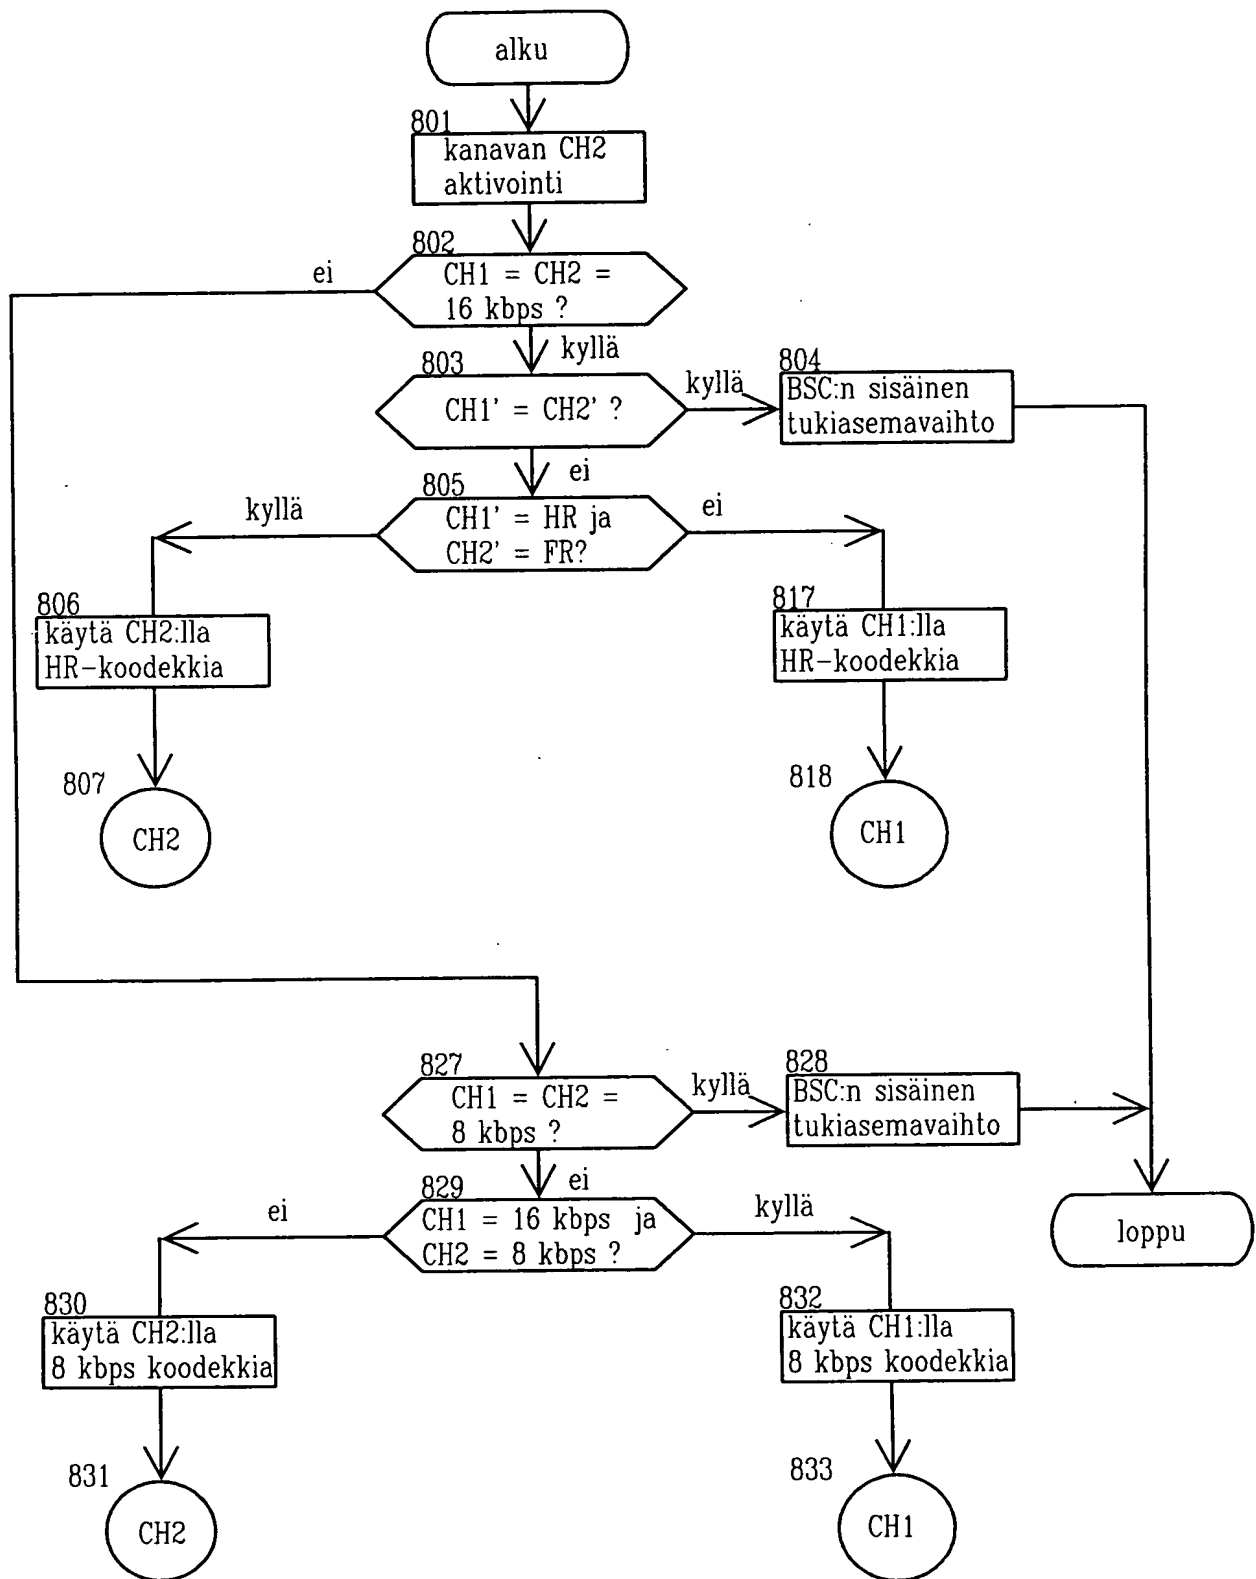 alku
801
kanavan CH2
aktivointi
802
ei
CH1 = CH2 =
16 kbps ?
kyllä
803
CH1' = CH2' ?
kyllä
804
BSC:n sisäinen
tukiasemavaihto
ei
805
kyllä
CH1' = HR ja
CH2' = FR?
ei
806
käytä CH2:lla
HR-koodekkia
817
käytä CH1:lla
HR-koodekkia
807
CH2
818
CH1
827
CH1 = CH2 =
8 kbps ?
kyllä
828
BSC:n sisäinen
tukiasemavaihto
ei
829
ei
CH1 = 16 kbps ja
CH2 = 8 kbps ?
kyllä
loppu
830
käytä CH2:lla
8 kbps koodekkia
832
käytä CH1:lla
8 kbps koodekkia
831
CH2
833
CH1